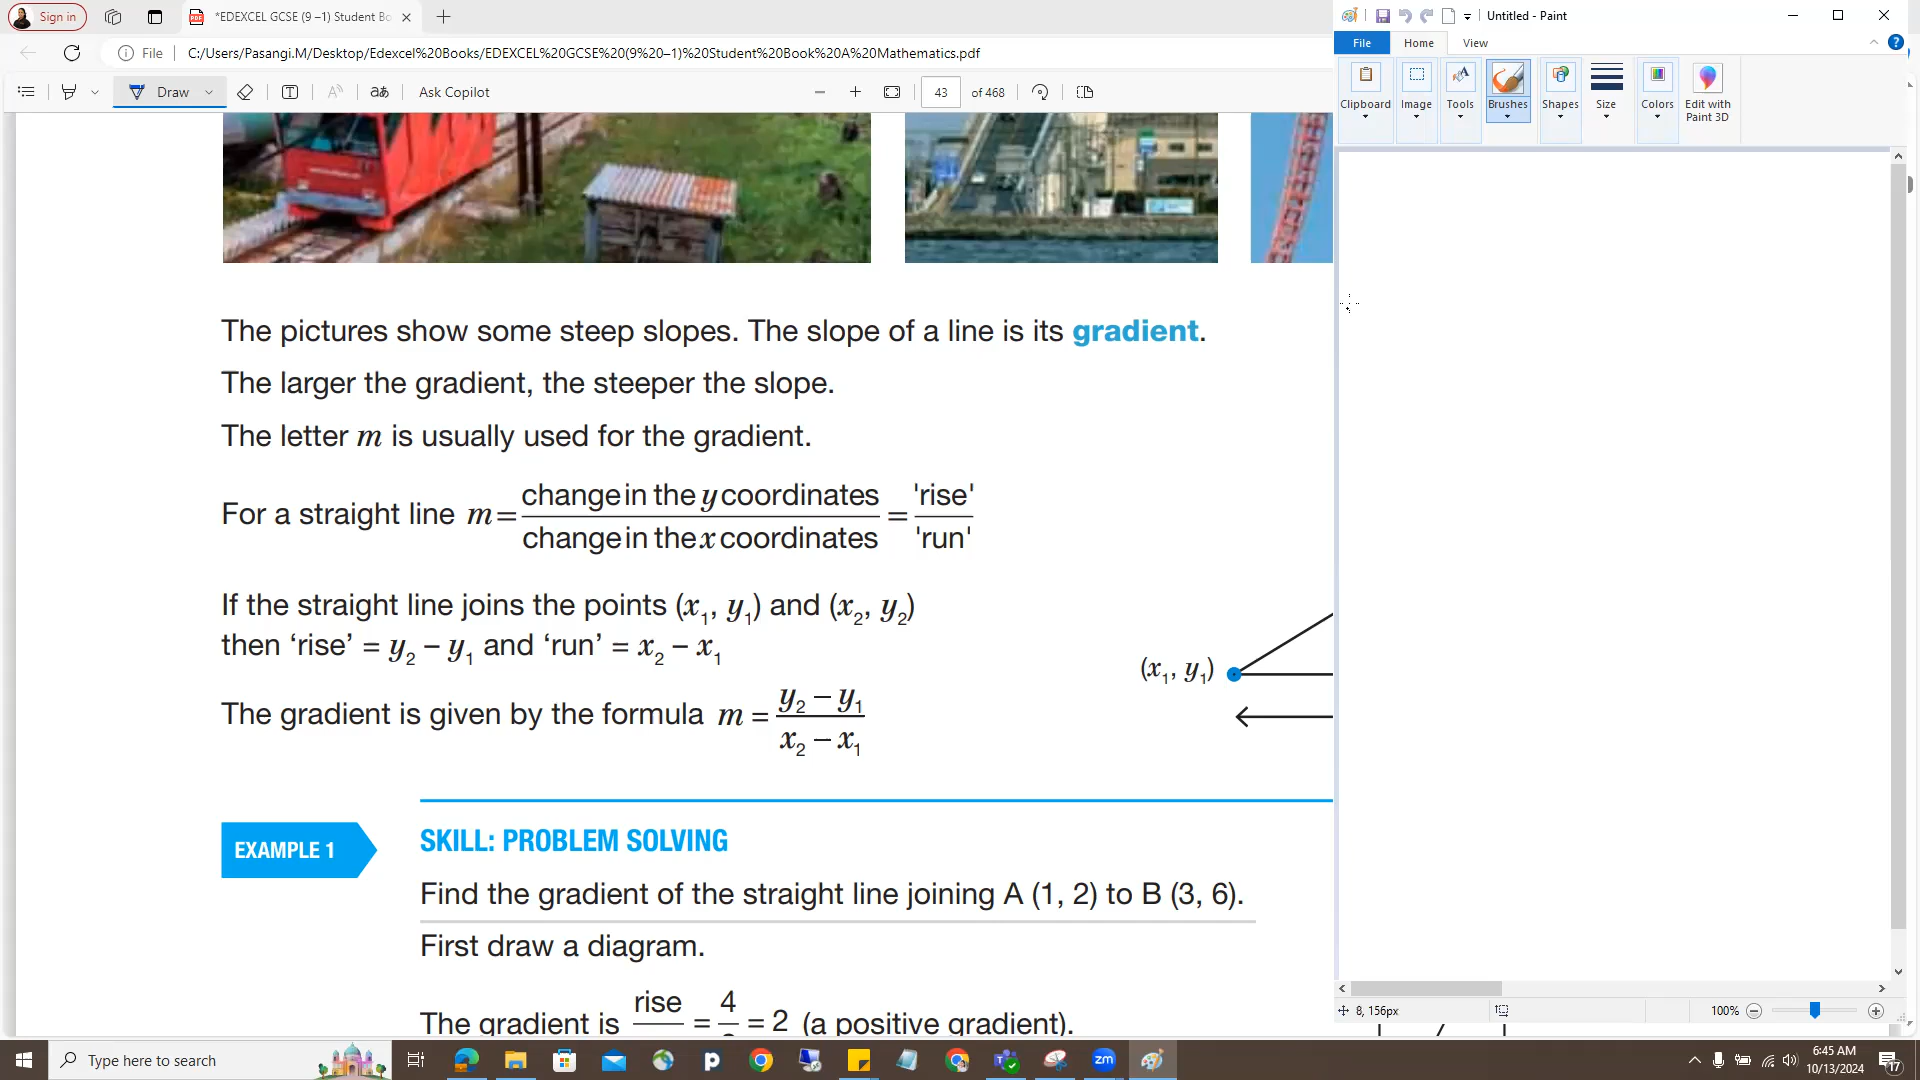 Sign in
*EDEXCEL GCSE (9 –1) Student Bo
Untitled - Paint
File
C:/Users/Pasangi.M/Desktop/Edexcel%20Books/EDEXCEL%20GCSE%20(9%20–1)%20Student%20Book%20A%20Mathematics.pdf
File Home View
Draw
aあ
Ask Copilot
43 of 468
Clipboard Image Tools Brushes Shapes Size Colors Edit with
Paint 3D
The pictures show some steep slopes. The slope of a line is its gradient.
The larger the gradient, the steeper the slope.
The letter m is usually used for the gradient.
For a straight line m = change in the y coordinates / change in the x coordinates = 'rise' / 'run'
If the straight line joins the points (x₁, y₁) and (x₂, y₂)
then ‘rise’ = y₂ – y₁ and ‘run’ = x₂ – x₁
(x₁, y₁)
The gradient is given by the formula m = y₂ – y₁ / x₂ – x₁
EXAMPLE 1
SKILL: PROBLEM SOLVING
Find the gradient of the straight line joining A (1, 2) to B (3, 6).
First draw a diagram.
The gradient is rise = 4 = 2 (a positive gradient).
8, 156px
100%
Type here to search
zm
6:45 AM
10/13/2024
17